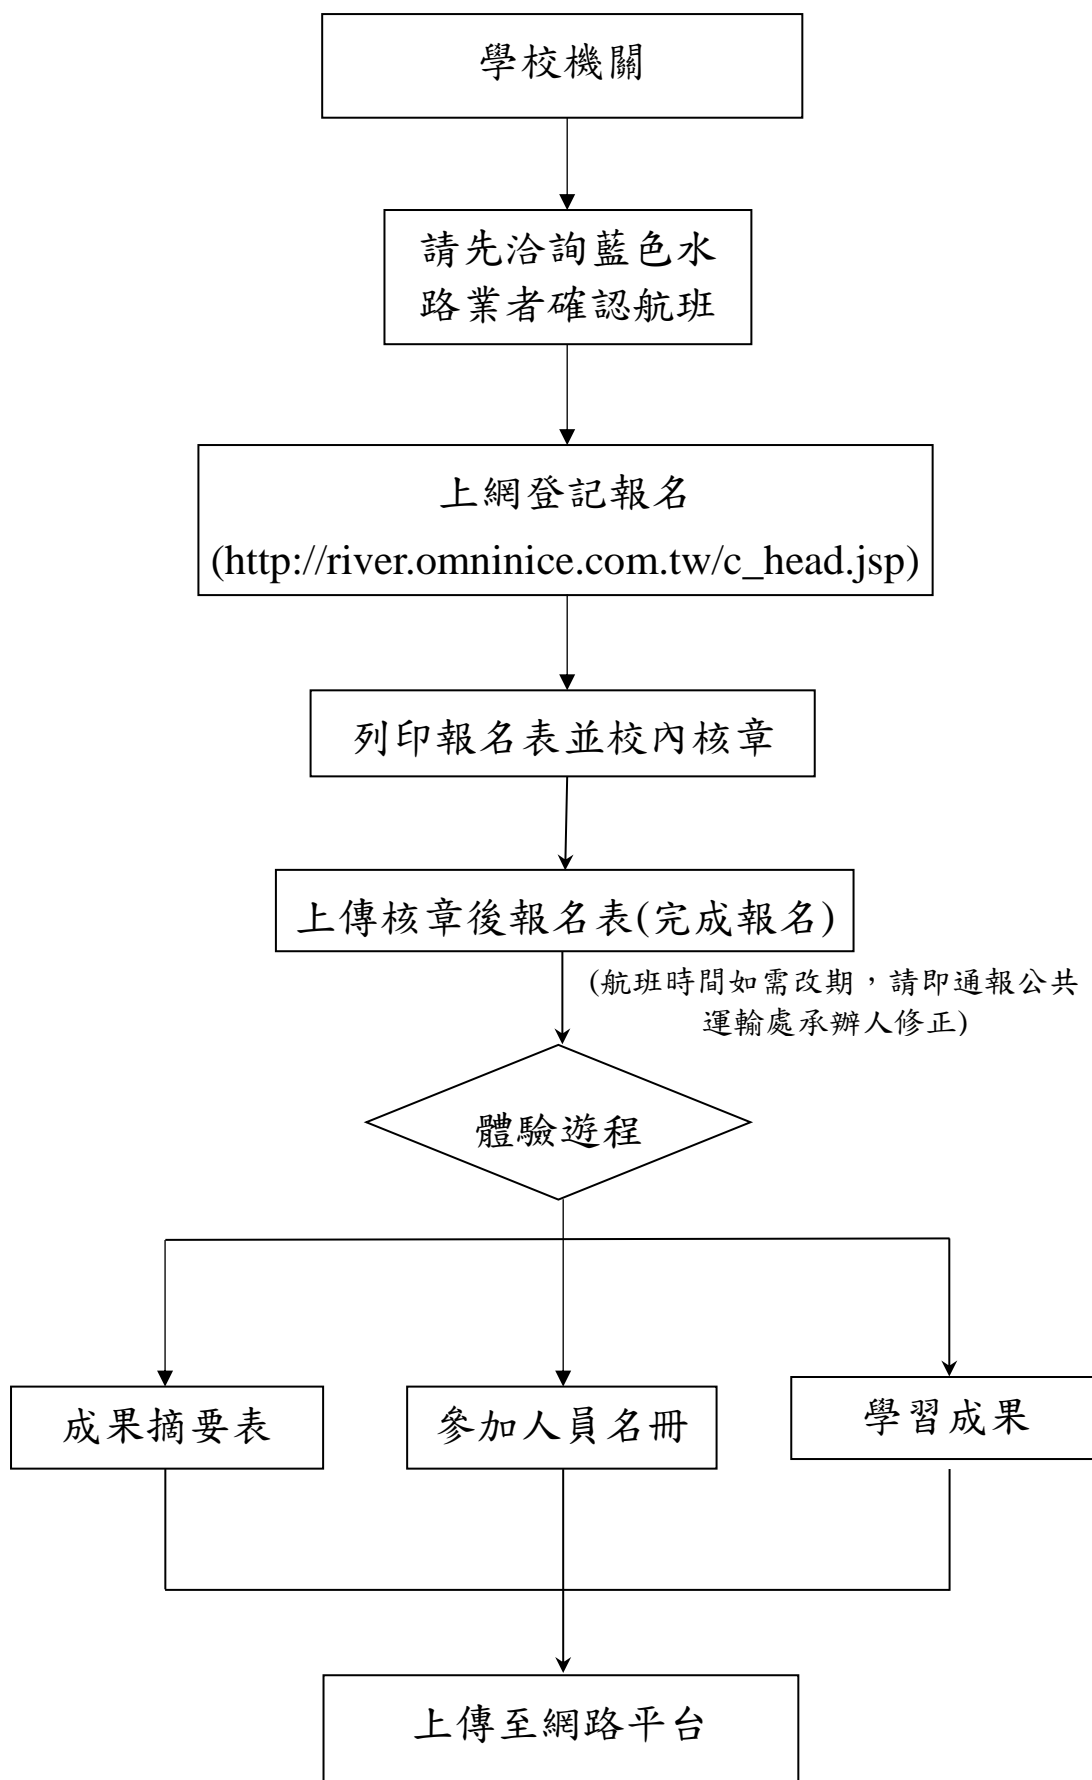 學校機關
請先洽詢藍色水
路業者確認航班
上網登記報名
(http://river.omninice.com.tw/c_head.jsp)
列印報名表並校內核章
上傳核章後報名表(完成報名)
(航班時間如需改期，請即通報公共
運輸處承辦人修正)
體驗遊程
成果摘要表
參加人員名冊
學習成果
上傳至網路平台